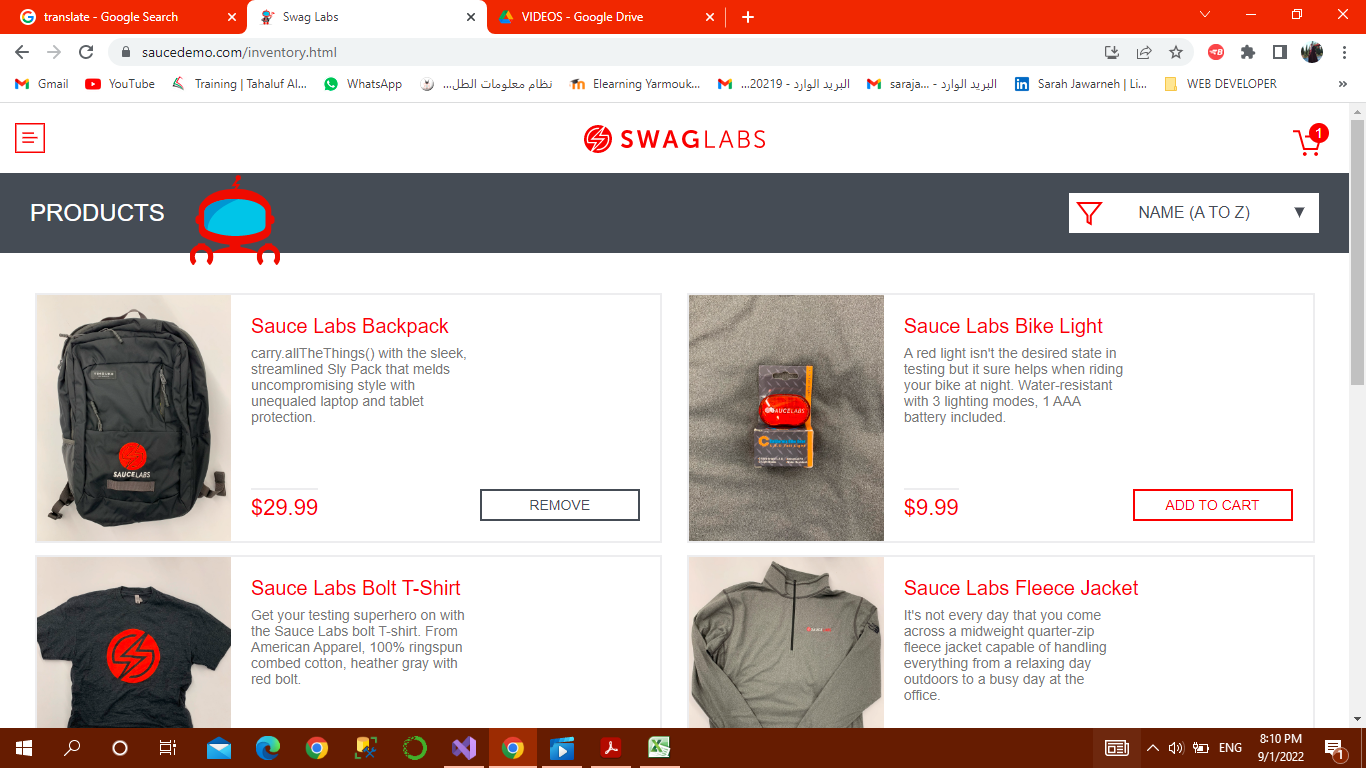 translate - Google Search
Swag Labs
VIDEOS - Google Drive
saucedemo.com/inventory.html
Gmail
YouTube
Training | Tahaluf Al...
WhatsApp
نظام معلومات الطل...
Elearning Yarmouk...
البريد الوارد - 20219...
البريد الوارد - saraja...
Sarah Jawarneh | Li...
WEB DEVELOPER
SWAGLABS
1
PRODUCTS
NAME (A TO Z)
Sauce Labs Backpack
carry.allTheThings() with the sleek,
streamlined Sly Pack that melds
uncompromising style with
unequaled laptop and tablet
protection.
$29.99
REMOVE
SAUCELABS
Sauce Labs Bike Light
A red light isn't the desired state in
testing but it sure helps when riding
your bike at night. Water-resistant
with 3 lighting modes, 1 AAA
battery included.
$9.99
ADD TO CART
SAUCELABS
Sauce Labs Bolt T-Shirt
Get your testing superhero on with
the Sauce Labs bolt T-shirt. From
American Apparel, 100% ringspun
combed cotton, heather gray with
red bolt.
Sauce Labs Fleece Jacket
It's not every day that you come
across a midweight quarter-zip
fleece jacket capable of handling
everything from a relaxing day
outdoors to a busy day at the
office.
ENG
8:10 PM
9/1/2022
1